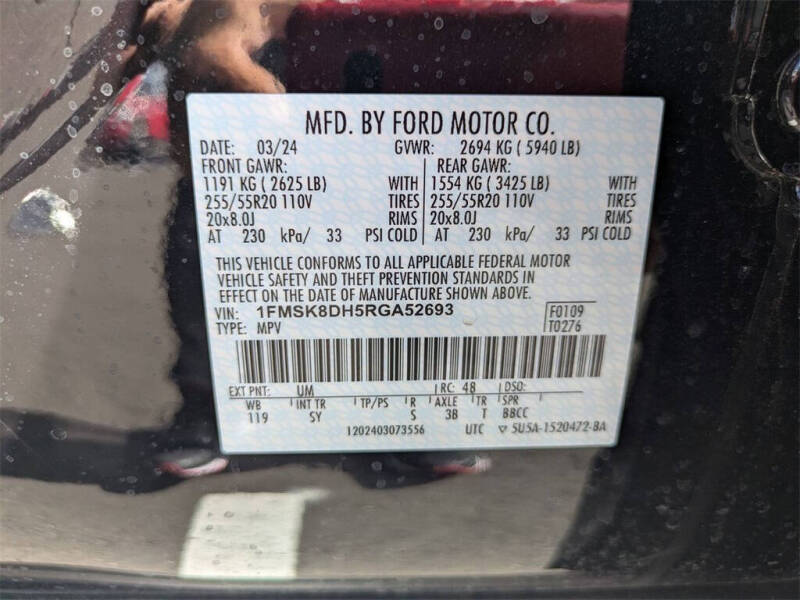 MFD. BY FORD MOTOR CO.
DATE: 03/24 GVWR: 2694 KG ( 5940 LB)
FRONT GAWR: REAR GAWR:
1191 KG ( 2625 LB) WITH 1554 KG ( 3425 LB) WITH
255/55R20 110V TIRES 255/55R20 110V TIRES
20x8.0J RIMS 20x8.0J RIMS
AT 230 kPa/ 33 PSI COLD AT 230 kPa/ 33 PSI COLD
THIS VEHICLE CONFORMS TO ALL APPLICABLE FEDERAL MOTOR
VEHICLE SAFETY AND THEFT PREVENTION STANDARDS IN
EFFECT ON THE DATE OF MANUFACTURE SHOWN ABOVE.
VIN: 1FMSK8DH5RGA52693 F0109
TYPE: MPV T0276
EXT PNT: UM RC: 48 DSO:
WB INT TR TP/PS R AXLE TR SPR
119 SY S 3B T BBCC
1202403073556 UTC ▽ 5U5A-1520472-BA